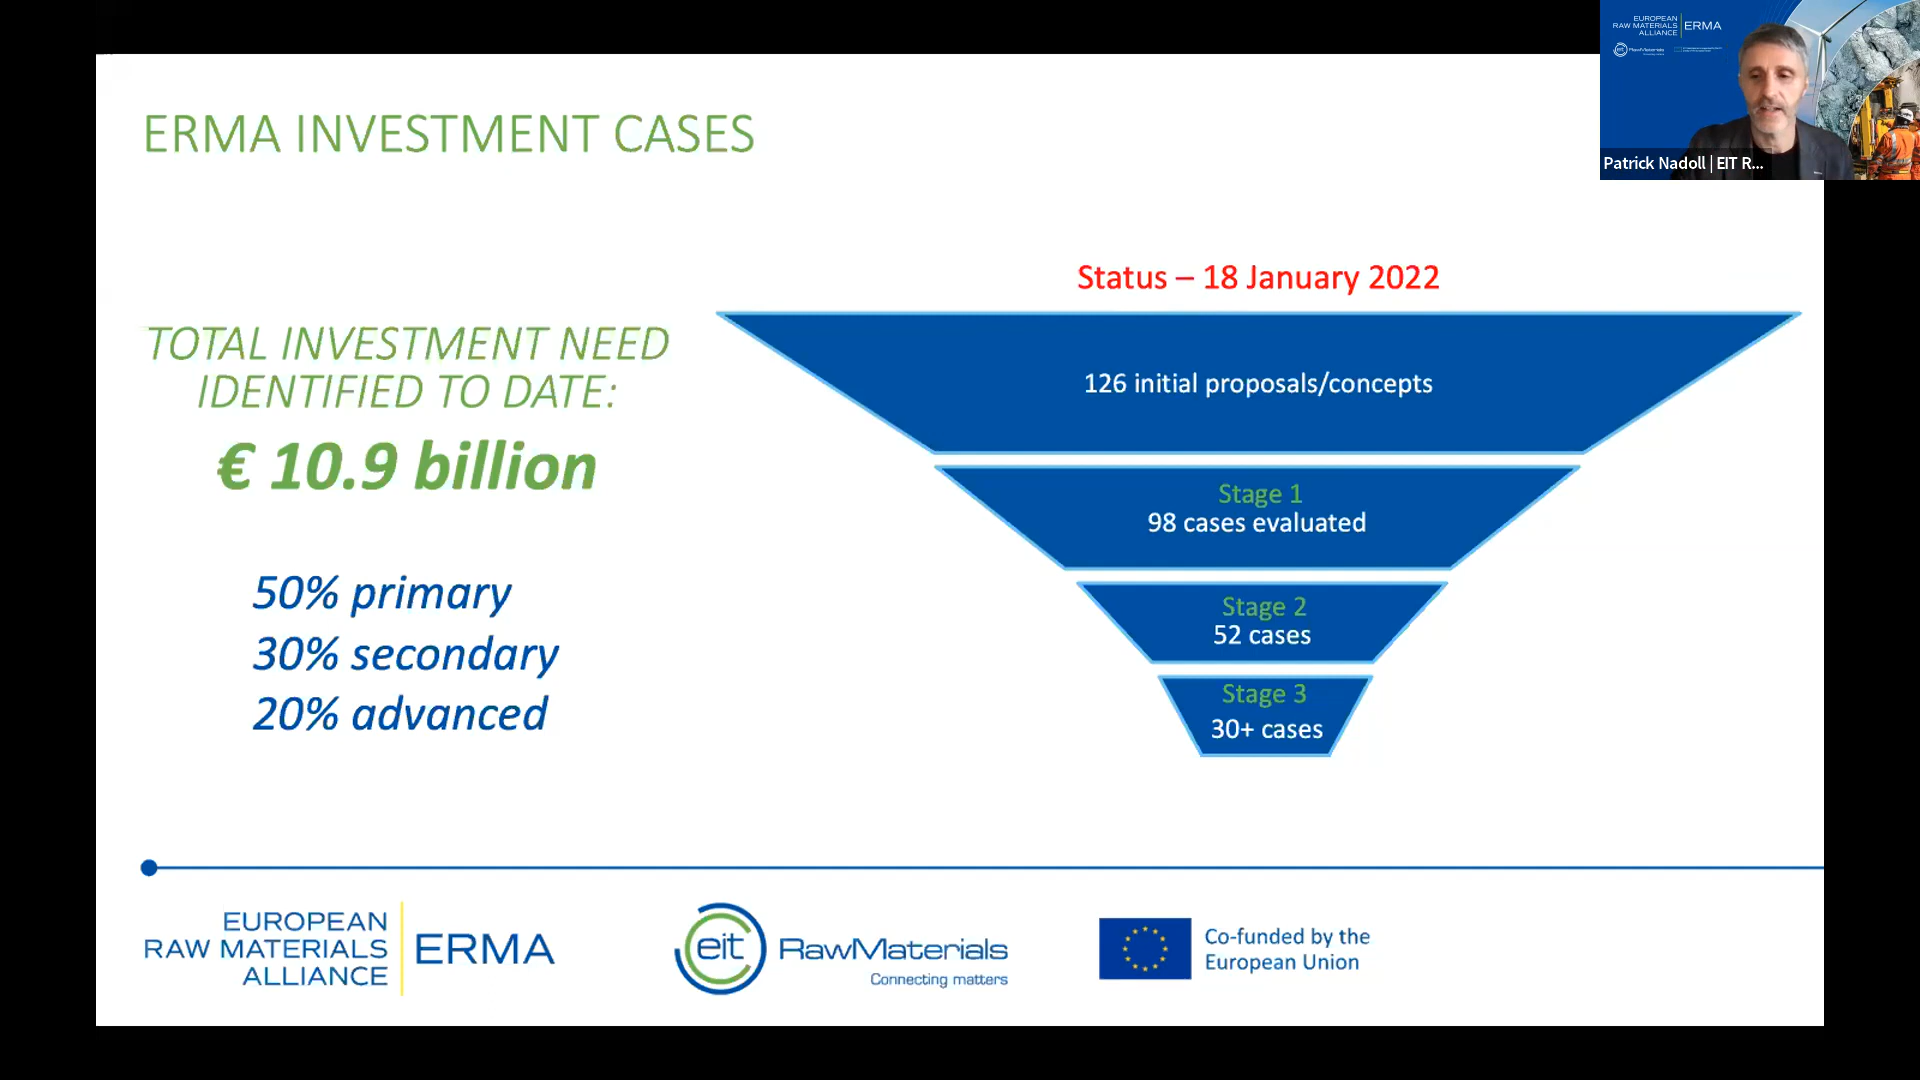 EUROPEAN
RAW MATERIALS
ALLIANCE
ERMA
eit RawMaterials
Patrick Nadoll | EIT R...
ERMA INVESTMENT CASES
Status – 18 January 2022
TOTAL INVESTMENT NEED
IDENTIFIED TO DATE:
€ 10.9 billion
50% primary
30% secondary
20% advanced
126 initial proposals/concepts
Stage 1
98 cases evaluated
Stage 2
52 cases
Stage 3
30+ cases
EUROPEAN
RAW MATERIALS
ALLIANCE
ERMA
eit RawMaterials
Connecting matters
Co-funded by the
European Union